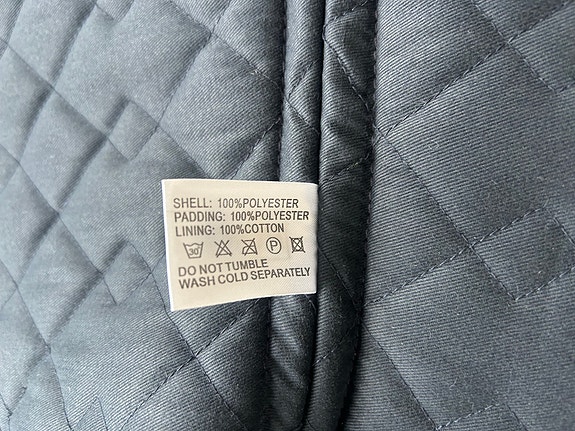 SHELL: 100%POLYESTER
PADDING: 100%POLYESTER
LINING: 100%COTTON
30° P
DO NOT TUMBLE
WASH COLD SEPARATELY